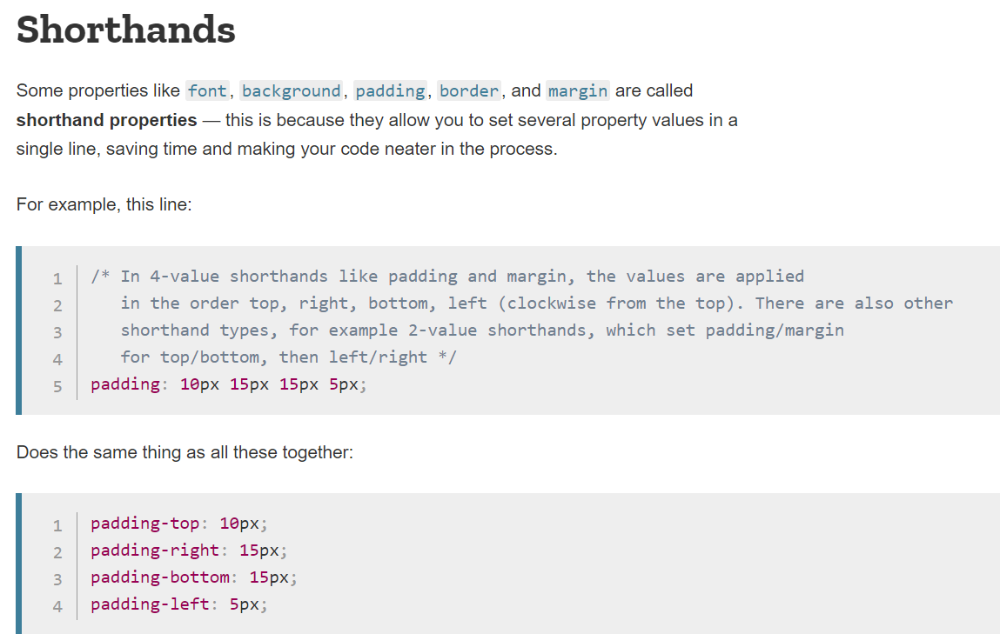 Shorthands
Some properties like font, background, padding, border, and margin are called
shorthand properties — this is because they allow you to set several property values in a
single line, saving time and making your code neater in the process.
For example, this line:
1 /* In 4-value shorthands like padding and margin, the values are applied
2 in the order top, right, bottom, left (clockwise from the top). There are also other
3 shorthand types, for example 2-value shorthands, which set padding/margin
4 for top/bottom, then left/right */
5 padding: 10px 15px 15px 5px;
Does the same thing as all these together:
1 padding-top: 10px;
2 padding-right: 15px;
3 padding-bottom: 15px;
4 padding-left: 5px;